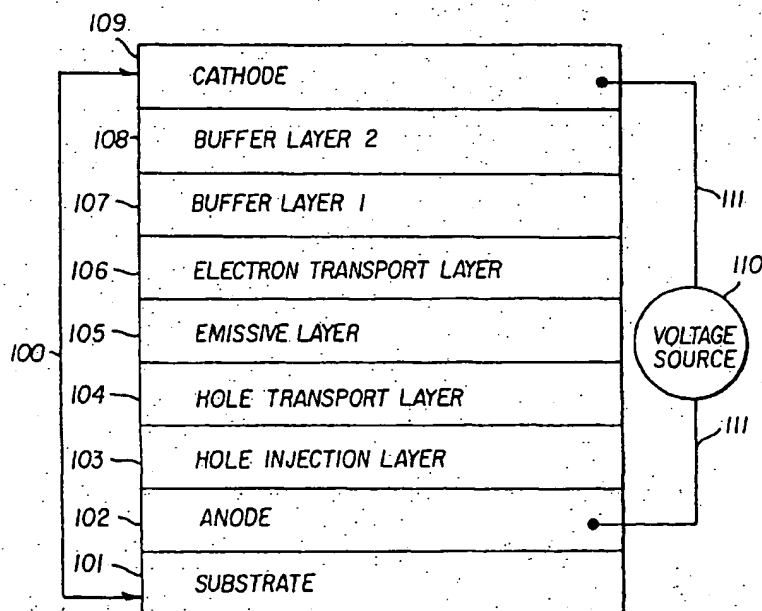 109
CATHODE
108
BUFFER LAYER 2
107
BUFFER LAYER 1
111
106
ELECTRON TRANSPORT LAYER
110
105
EMISSIVE LAYER
VOLTAGE
SOURCE
100
104
HOLE TRANSPORT LAYER
111
103
HOLE INJECTION LAYER
102
ANODE
101
SUBSTRATE